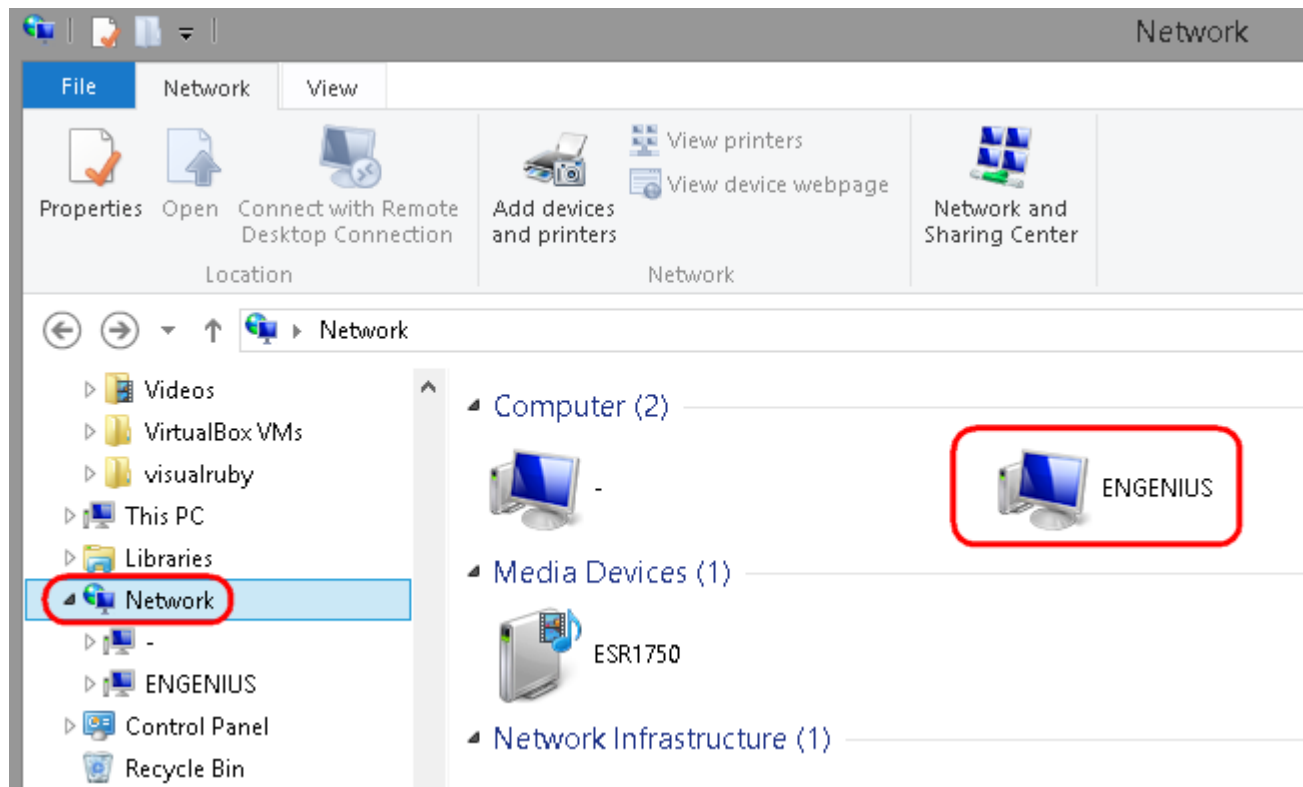 Network
File
Network
View
Properties
Open
Connect with Remote
Desktop Connection
Location
Add devices
and printers
View printers
View device webpage
Network
Network and
Sharing Center
Network
Videos
VirtualBox VMs
visualruby
This PC
Libraries
Network
-
ENGENIUS
Control Panel
Recycle Bin
Computer (2)
-
ENGENIUS
Media Devices (1)
ESR1750
Network Infrastructure (1)